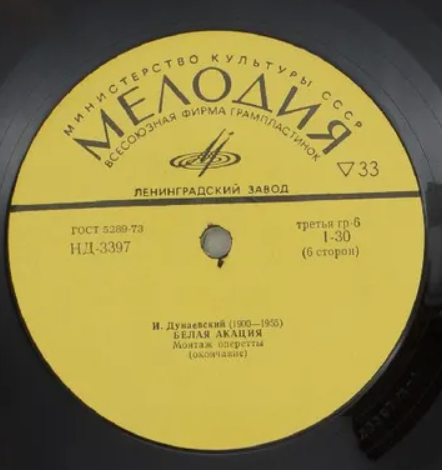 МИНИСТЕРСТВО КУЛЬТУРЫ СССР
МЕЛОДИЯ
ВСЕСОЮЗНАЯ ФИРМА ГРАМПЛАСТИНОК
▽33
ЛЕНИНГРАДСКИЙ ЗАВОД
ГОСТ 5289-73
НД-3397
третья гр-6
1-30
(6 сторон)
И. Дунаевский (1900—1955)
БЕЛАЯ АКАЦИЯ
Монтаж оперетты
(окончание)